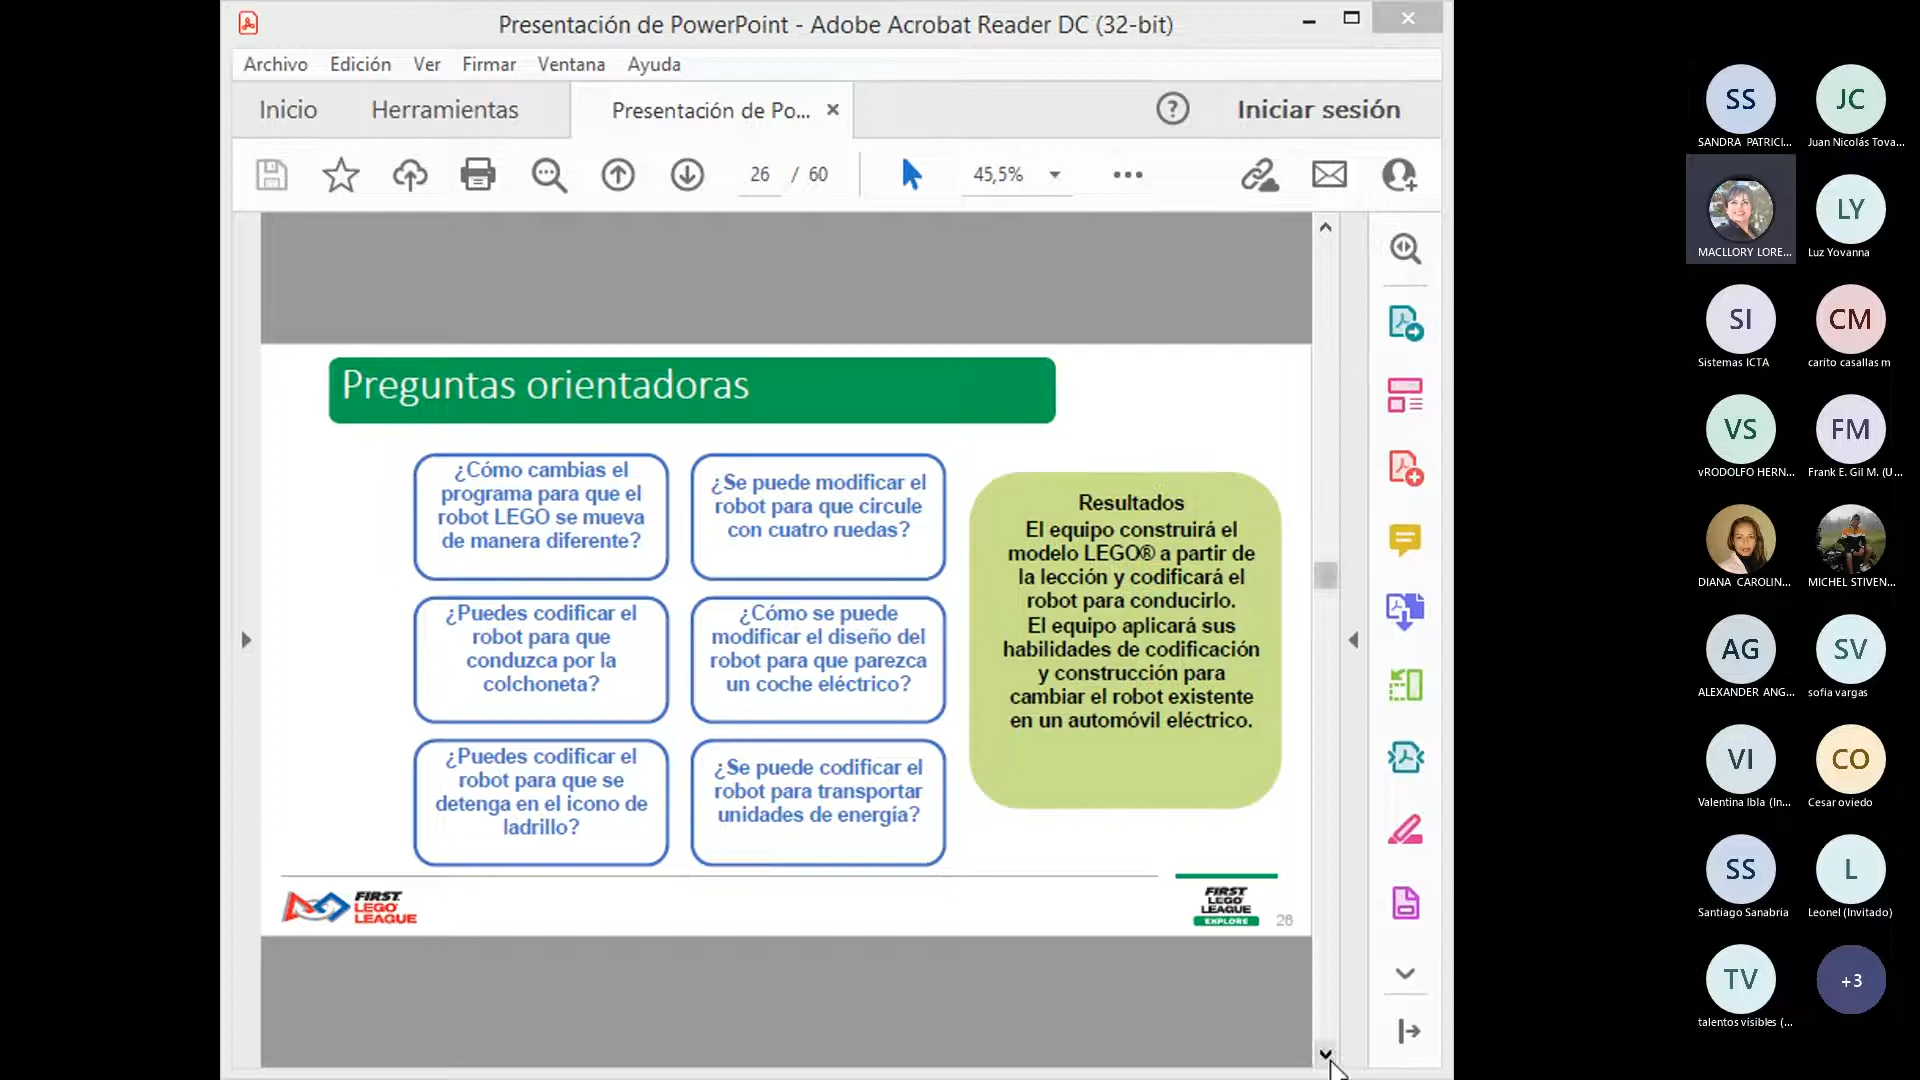 Presentación de PowerPoint - Adobe Acrobat Reader DC (32-bit)
Archivo Edición Ver Firmar Ventana Ayuda
Inicio Herramientas Presentación de Po... Iniciar sesión
26 / 60 45,5%
Preguntas orientadoras
¿Cómo cambias el
programa para que el
robot LEGO se mueva
de manera diferente?
¿Se puede modificar el
robot para que circule
con cuatro ruedas?
¿Puedes codificar el
robot para que
conduzca por la
colchoneta?
¿Cómo se puede
modificar el diseño del
robot para que parezca
un coche eléctrico?
¿Puedes codificar el
robot para que se
detenga en el icono de
ladrillo?
¿Se puede codificar el
robot para transportar
unidades de energía?
Resultados
El equipo construirá el
modelo LEGO® a partir de
la lección y codificará el
robot para conducirlo.
El equipo aplicará sus
habilidades de codificación
y construcción para
cambiar el robot existente
en un automóvil eléctrico.
FIRST
LEGO
LEAGUE
FIRST
LEGO
LEAGUE
EXPLORE
26
SS JC
SANDRA PATRICI... Juan Nicolás Tova...
LY
MACLLORY LORE... Luz Yovanna
SI CM
Sistemas ICTA carito casallas m
VS FM
vRODOLFO HERN... Frank E. Gil M. (U...
DIANA CAROLIN... MICHEL STIVEN...
AG SV
ALEXANDER ANG... sofia vargas
VI CO
Valentina Ibla (In... Cesar oviedo
SS L
Santiago Sanabria Leonel (Invitado)
TV +3
talentos visibles (...